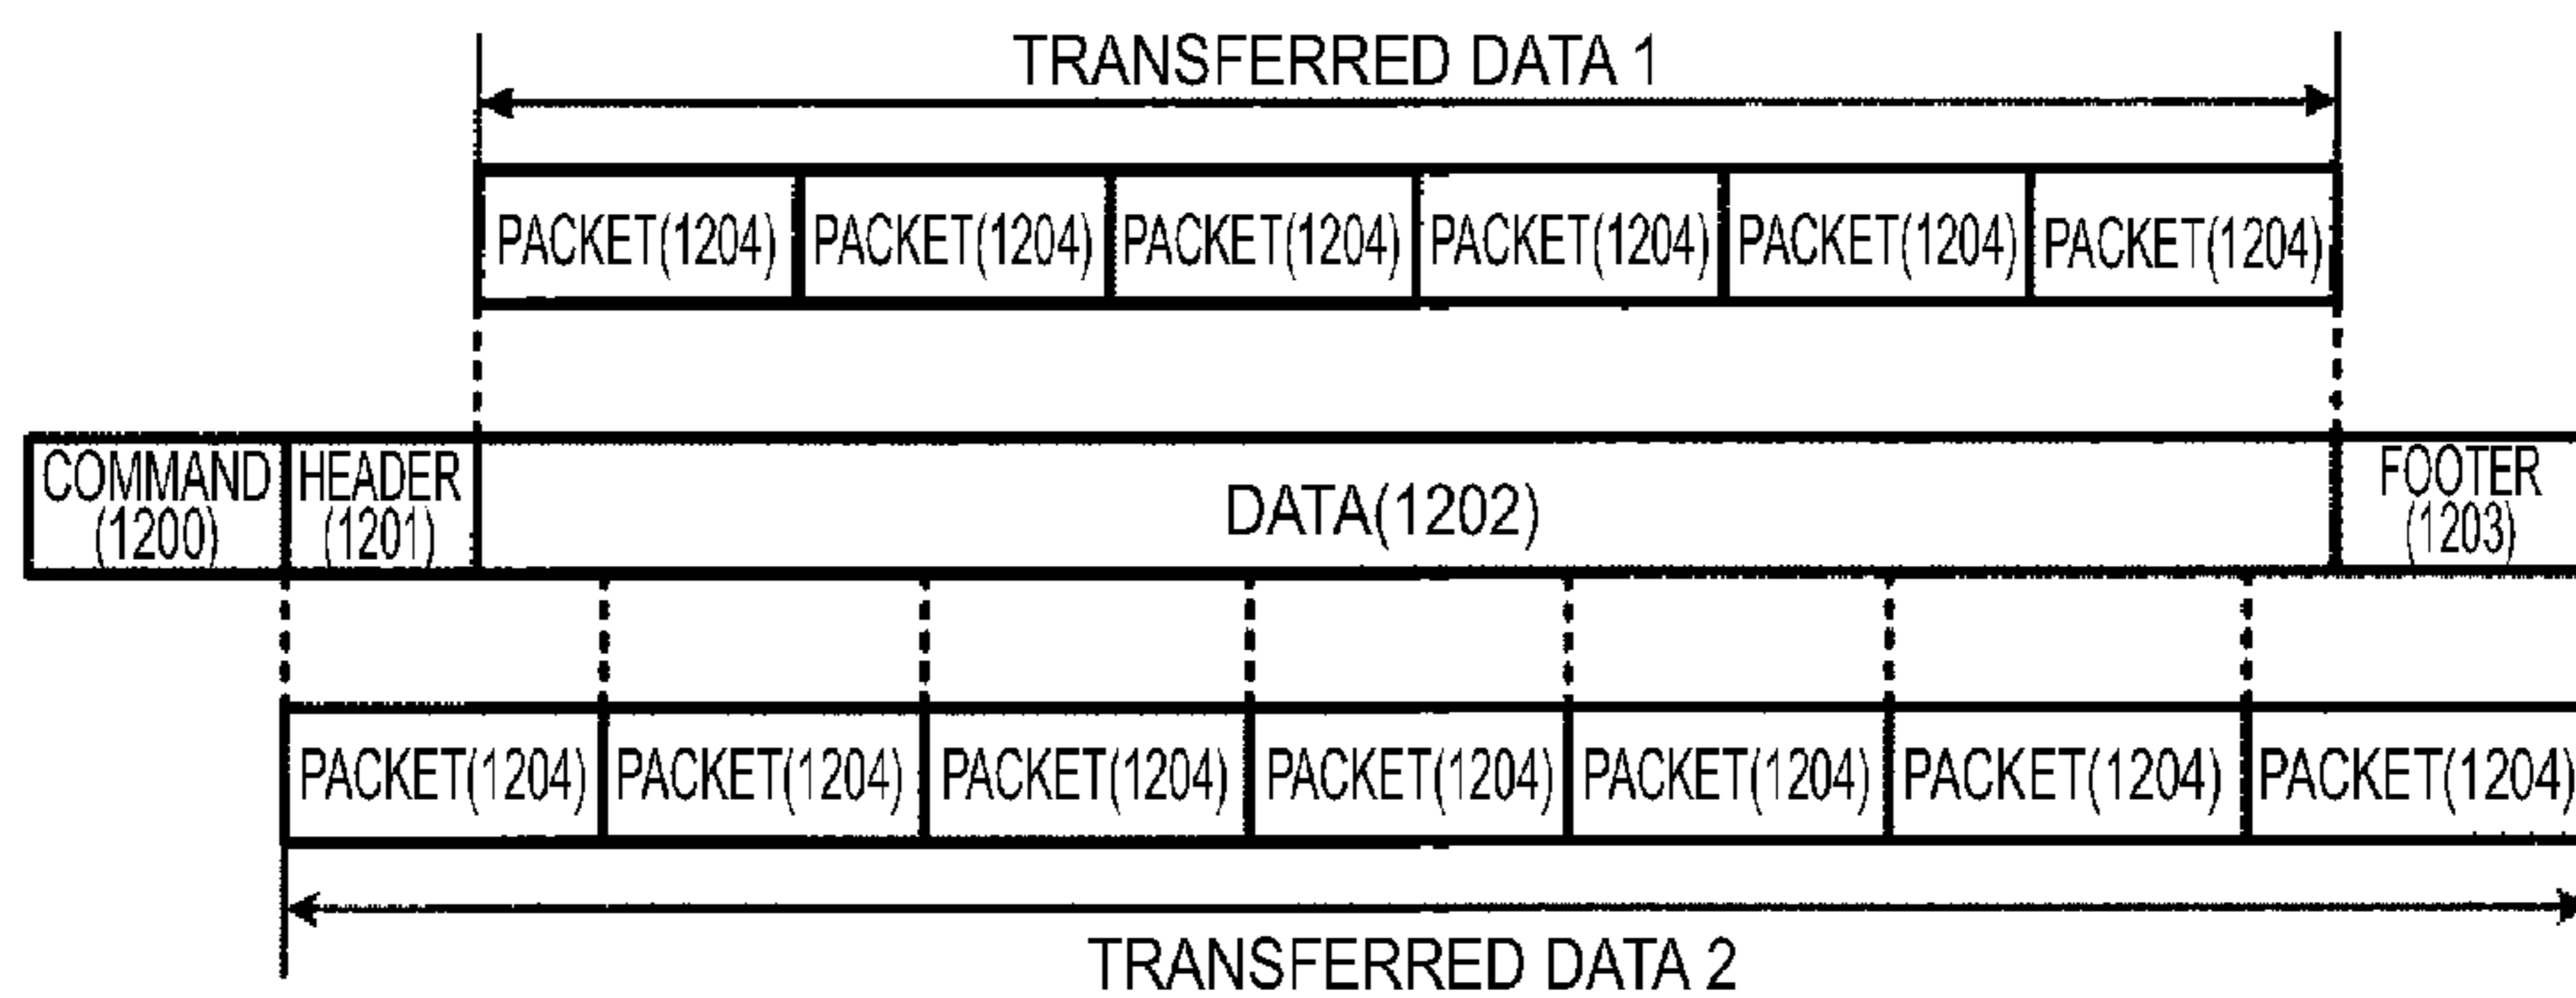 TRANSFERRED DATA 1
PACKET(1204) PACKET(1204) PACKET(1204) PACKET(1204) PACKET(1204) PACKET(1204)
COMMAND
(1200)
HEADER
(1201)
DATA(1202)
FOOTER
(1203)
PACKET(1204) PACKET(1204) PACKET(1204) PACKET(1204) PACKET(1204) PACKET(1204) PACKET(1204)
TRANSFERRED DATA 2